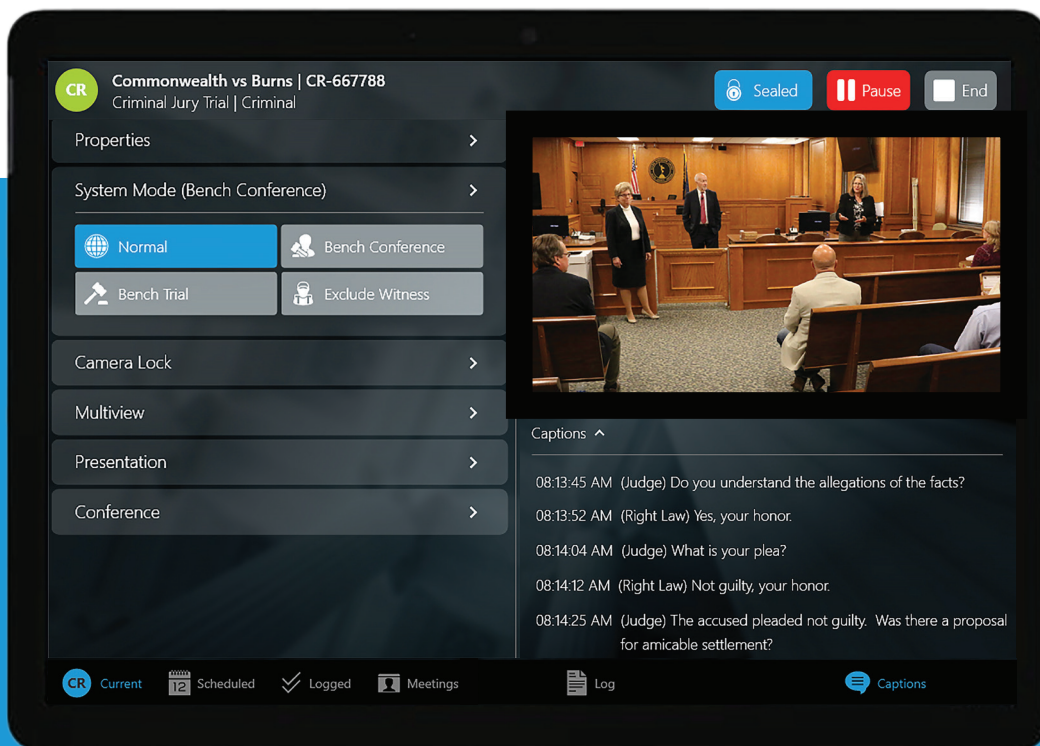 CR
Commonwealth vs Burns | CR-667788
Criminal Jury Trial | Criminal
Sealed
Pause
End
Properties
System Mode (Bench Conference)
Normal
Bench Conference
Bench Trial
Exclude Witness
Camera Lock
Multiview
Presentation
Conference
Captions
08:13:45 AM (Judge) Do you understand the allegations of the facts?
08:13:52 AM (Right Law) Yes, your honor.
08:14:04 AM (Judge) What is your plea?
08:14:12 AM (Right Law) Not guilty, your honor.
08:14:25 AM (Judge) The accused pleaded not guilty. Was there a proposal
for amicable settlement?
CR Current
12 Scheduled
Logged
Meetings
Log
Captions